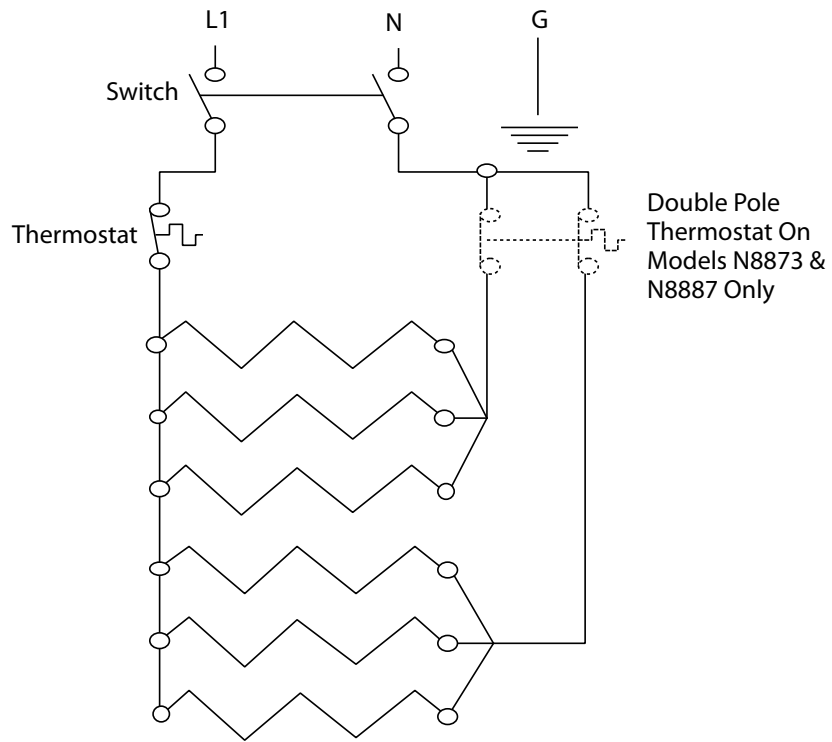 L1
N
G
Switch
Thermostat
Double Pole
Thermostat On
Models N8873 &
N8887 Only